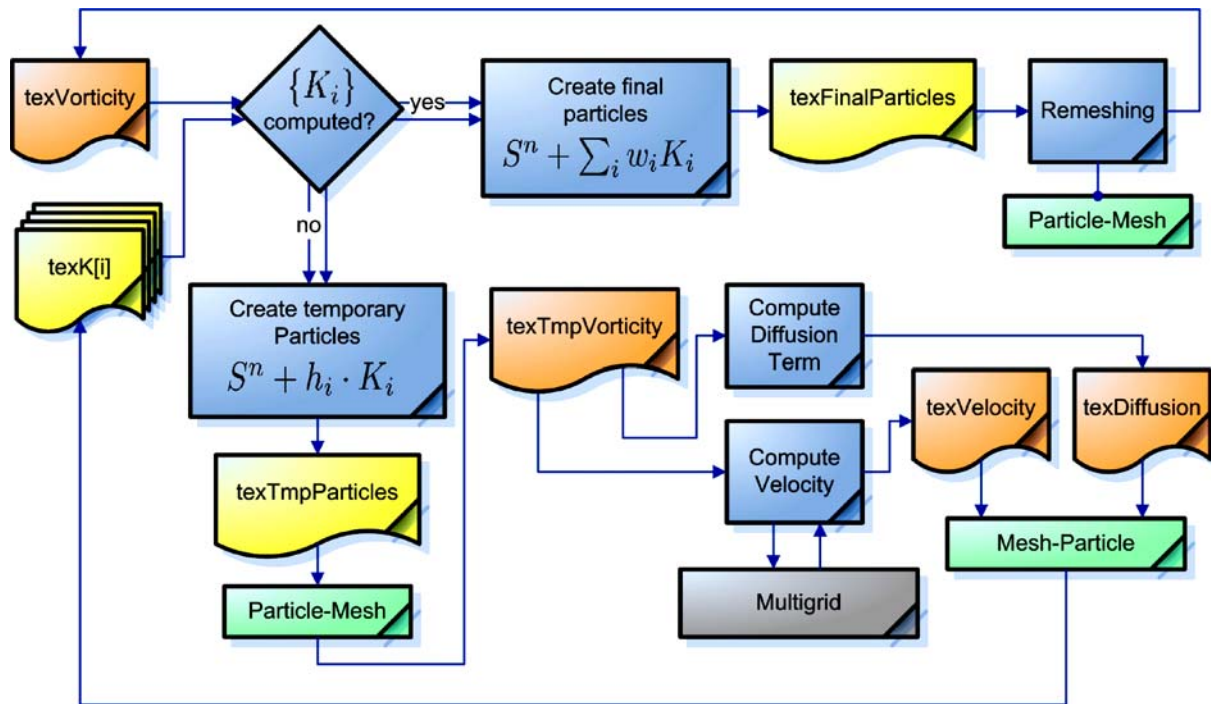 texVorticity
{K_i}
computed?
yes
no
Create final
particles
S^n + ∑_i w_i K_i
texFinalParticles
Remeshing
Particle-Mesh
texK[i]
Create temporary
Particles
S^n + h_i · K_i
texTmpParticles
Particle-Mesh
texTmpVorticity
Compute
Diffusion
Term
Compute
Velocity
Multigrid
texVelocity
texDiffusion
Mesh-Particle